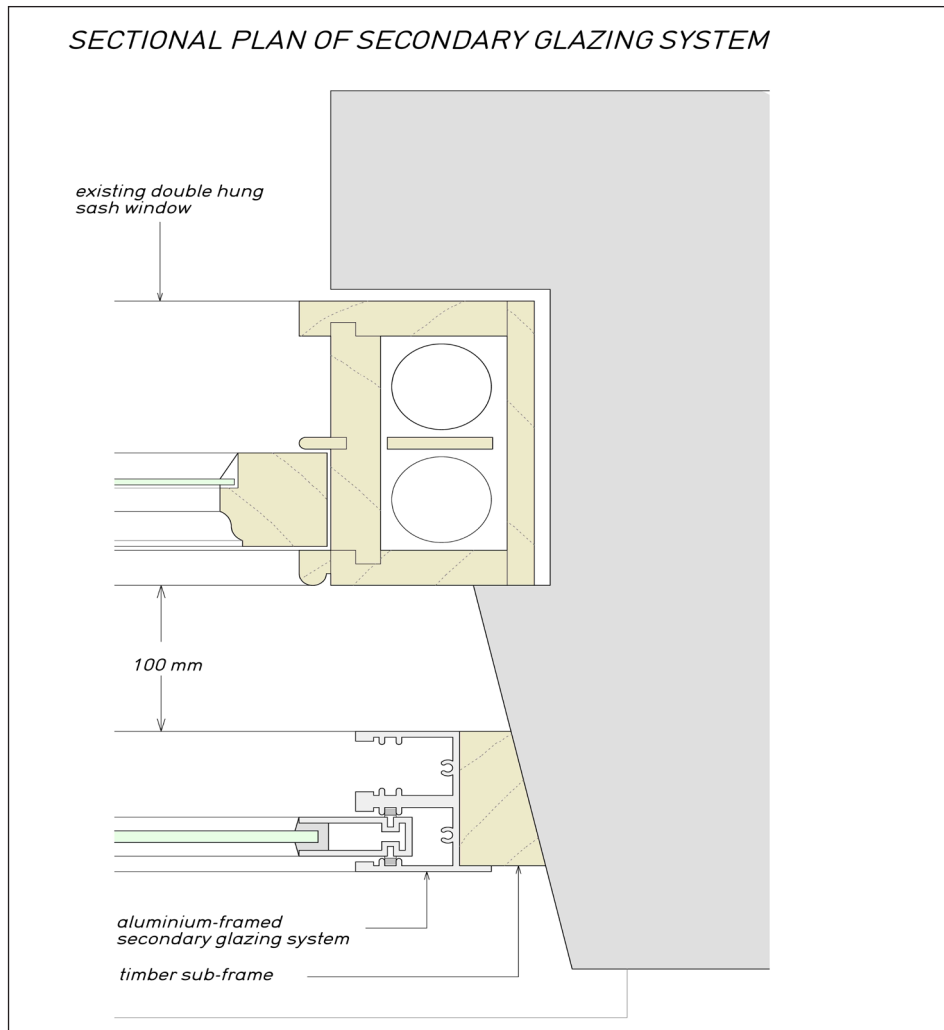 SECTIONAL PLAN OF SECONDARY GLAZING SYSTEM
existing double hung
sash window
100 mm
aluminium-framed
secondary glazing system
timber sub-frame